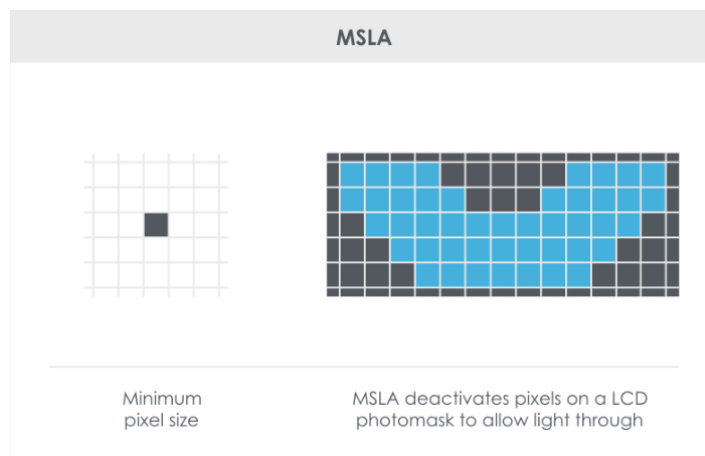 MSLA
Minimum
pixel size
MSLA deactivates pixels on a LCD
photomask to allow light through